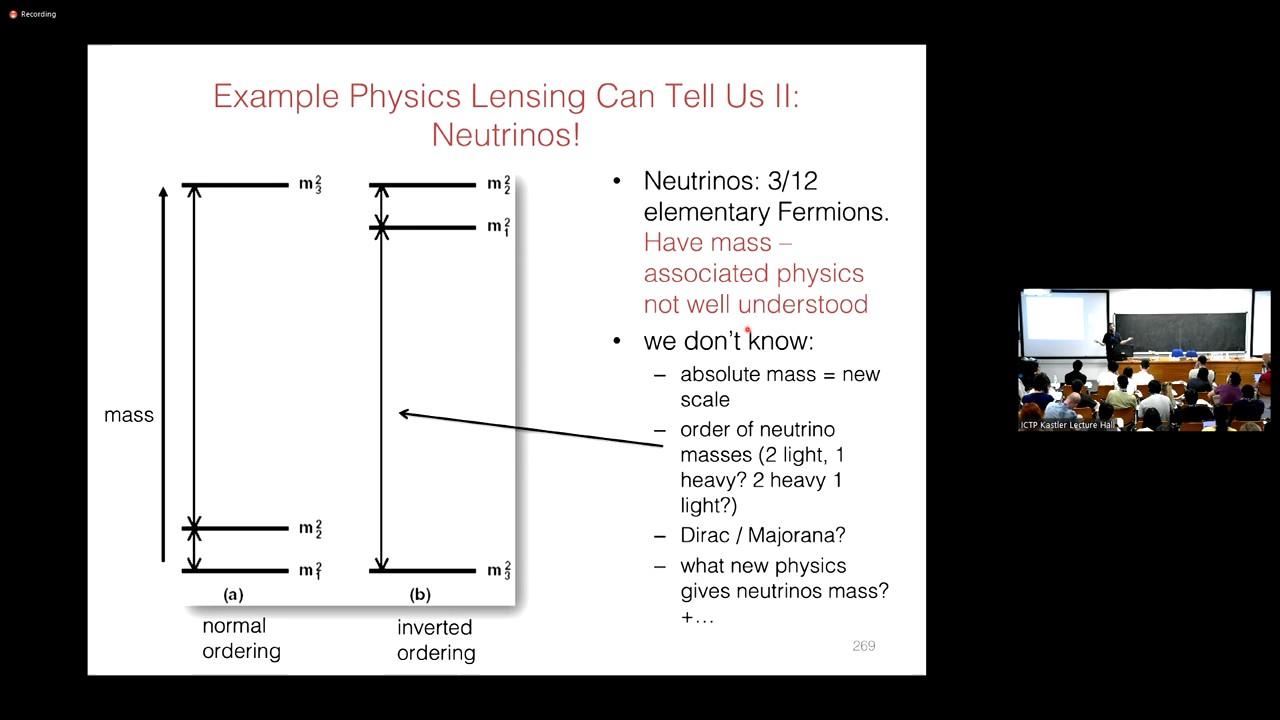 Recording
Example Physics Lensing Can Tell Us II:
Neutrinos!
mass
m²₃
m²₂
m²₁
(a)
normal
ordering
m²₂
m²₁
m²₃
(b)
inverted
ordering
• Neutrinos: 3/12
elementary Fermions.
Have mass –
associated physics
not well understood
• we don't know:
– absolute mass = new
scale
– order of neutrino
masses (2 light, 1
heavy? 2 heavy 1
light?)
– Dirac / Majorana?
– what new physics
gives neutrinos mass?
+…
269
ICTP Kastler Lecture Hall